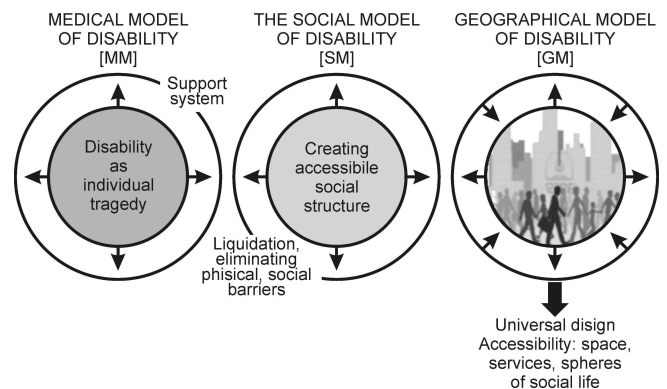 MEDICAL MODEL
OF DISABILITY
[MM]
Support
system
Disability
as
individual
tragedy
THE SOCIAL MODEL
OF DISABILITY
[SM]
Creating
accessibile
social
structure
Liquidation,
eliminating
phisical, social
barriers
GEOGRAPHICAL MODEL
OF DISABILITY
[GM]
Universal disign
Accessibility: space,
services, spheres
of social life